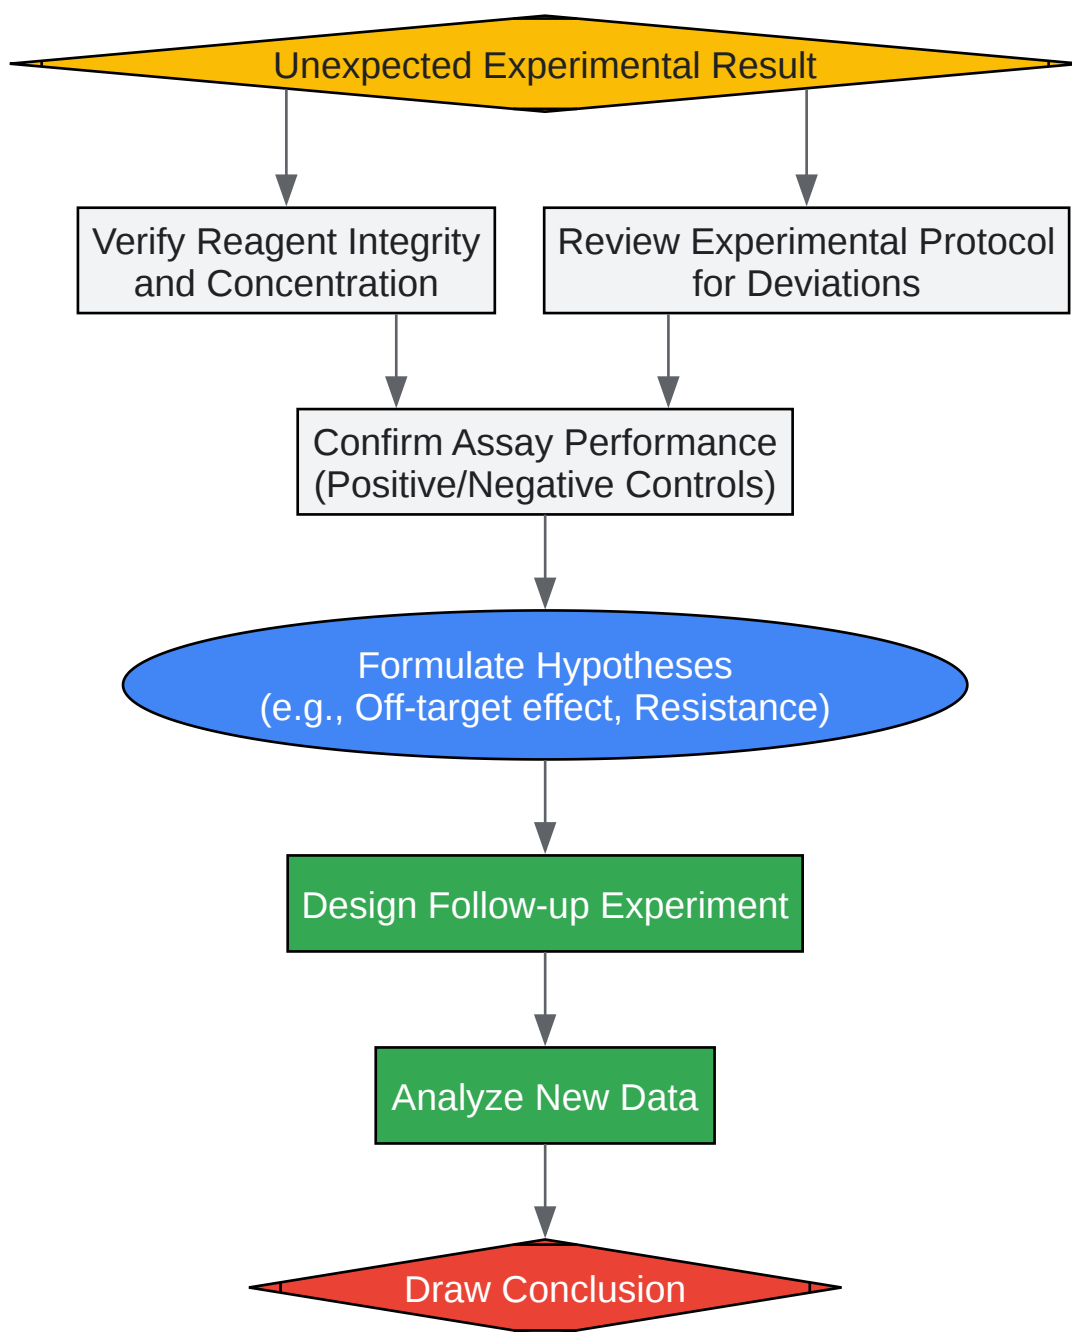 Unexpected Experimental Result
Verify Reagent Integrity
and Concentration
Review Experimental Protocol
for Deviations
Confirm Assay Performance
(Positive/Negative Controls)
Formulate Hypotheses
(e.g., Off-target effect, Resistance)
Design Follow-up Experiment
Analyze New Data
Draw Conclusion